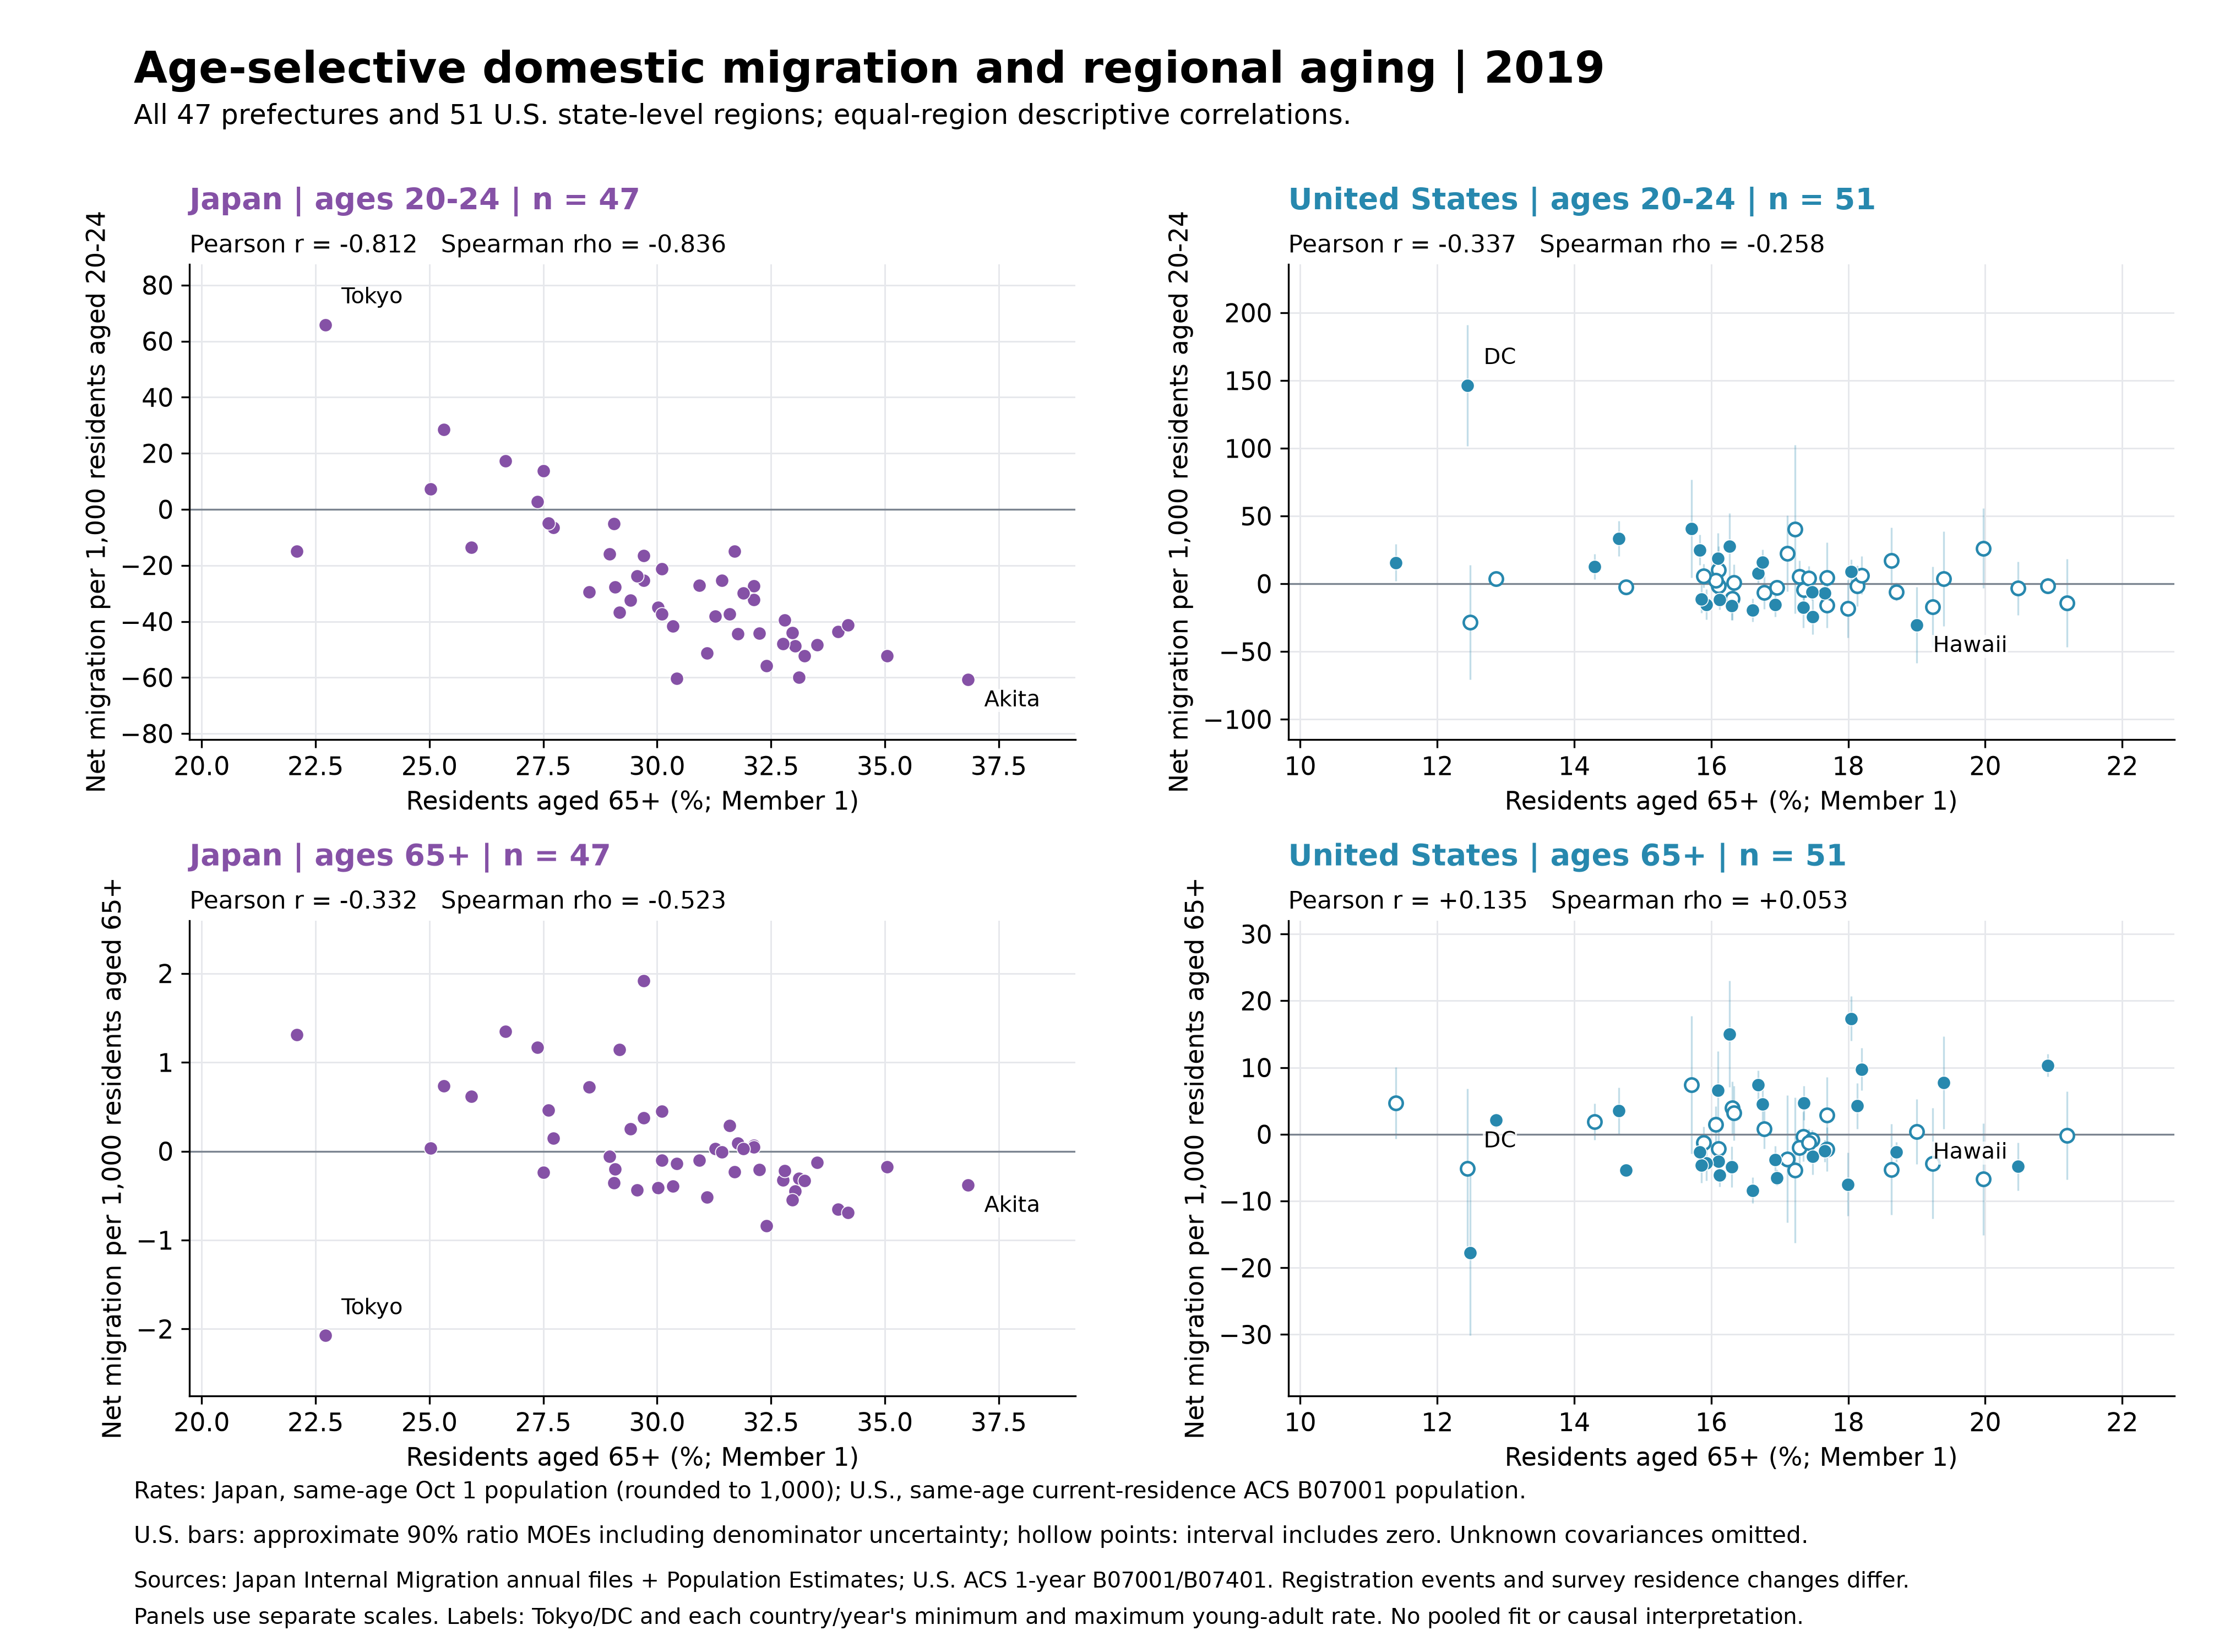 Age-selective domestic migration and regional aging | 2019
All 47 prefectures and 51 U.S. state-level regions; equal-region descriptive correlations.
Japan | ages 20-24 | n = 47
Pearson r = -0.812 Spearman rho = -0.836
Net migration per 1,000 residents aged 20-24
80
60
40
20
0
−20
−40
−60
−80
Tokyo
Akita
20.0 22.5 25.0 27.5 30.0 32.5 35.0 37.5
Residents aged 65+ (%; Member 1)
United States | ages 20-24 | n = 51
Pearson r = -0.337 Spearman rho = -0.258
Net migration per 1,000 residents aged 20-24
200
150
100
50
0
−50
−100
DC
Hawaii
10 12 14 16 18 20 22
Residents aged 65+ (%; Member 1)
Japan | ages 65+ | n = 47
Pearson r = -0.332 Spearman rho = -0.523
Net migration per 1,000 residents aged 65+
2
1
0
−1
−2
Akita
Tokyo
20.0 22.5 25.0 27.5 30.0 32.5 35.0 37.5
Residents aged 65+ (%; Member 1)
United States | ages 65+ | n = 51
Pearson r = +0.135 Spearman rho = +0.053
Net migration per 1,000 residents aged 65+
30
20
10
0
−10
−20
−30
DC
Hawaii
10 12 14 16 18 20 22
Residents aged 65+ (%; Member 1)
Rates: Japan, same-age Oct 1 population (rounded to 1,000); U.S., same-age current-residence ACS B07001 population.
U.S. bars: approximate 90% ratio MOEs including denominator uncertainty; hollow points: interval includes zero. Unknown covariances omitted.
Sources: Japan Internal Migration annual files + Population Estimates; U.S. ACS 1-year B07001/B07401. Registration events and survey residence changes differ.
Panels use separate scales. Labels: Tokyo/DC and each country/year's minimum and maximum young-adult rate. No pooled fit or causal interpretation.